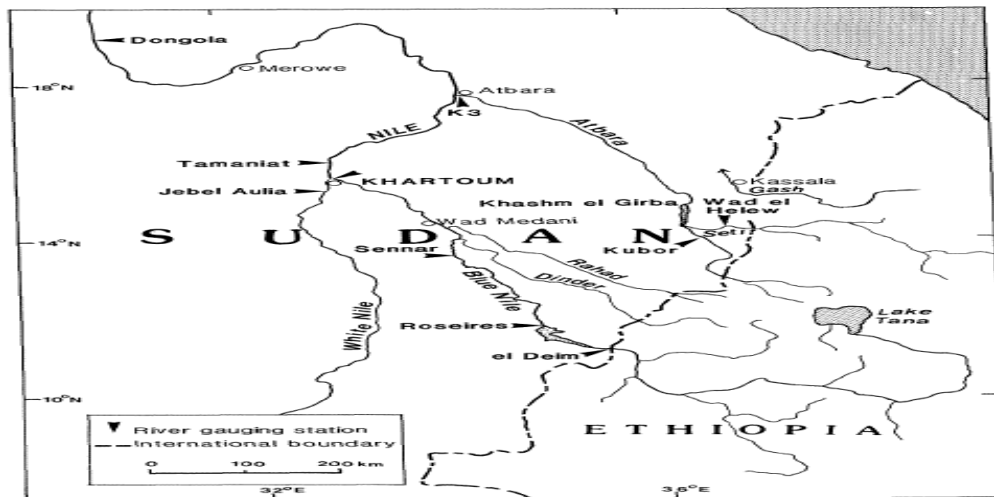 Dongola
Merowe
18°N
Atbara
K3
NILE
Atbara
Tamaniat
KHARTOUM
Jebel Aulia
Kassala
Gash
Khashm el Girba
Wad el
Helew
Wad Medani
14°N
SUDAN
Setit
Kubor
Sennar
Rahad
Dinder
Blue Nile
White Nile
Roseires
Lake
Tana
el Deim
10°N
River gauging station
International boundary
ETHIOPIA
0 100 200 km
32°E
36°E